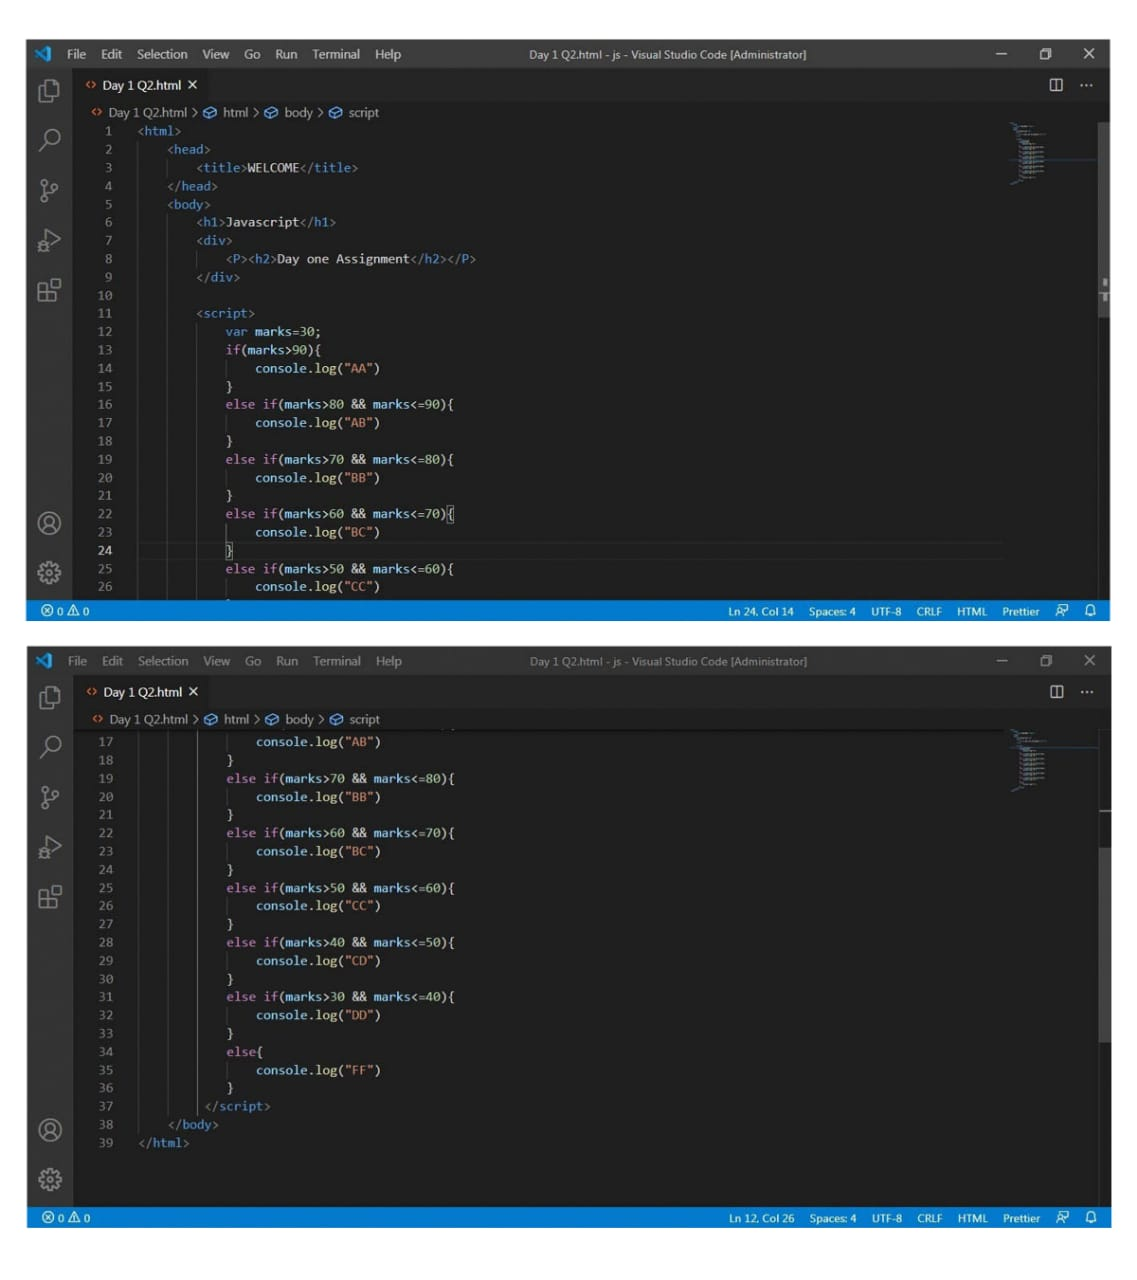 File Edit Selection View Go Run Terminal Help Day 1 Q2.html - js - Visual Studio Code [Administrator]
<> Day 1 Q2.html ×
<> Day 1 Q2.html > html > body > script
1 <html>
2 <head>
3 <title>WELCOME</title>
4 </head>
5 <body>
6 <h1>Javascript</h1>
7 <div>
8 <P><h2>Day one Assignment</h2></P>
9 </div>
10
11 <script>
12 var marks=30;
13 if(marks>90){
14 console.log("AA")
15 }
16 else if(marks>80 && marks<=90){
17 console.log("AB")
18 }
19 else if(marks>70 && marks<=80){
20 console.log("BB")
21 }
22 else if(marks>60 && marks<=70){
23 console.log("BC")
24 }
25 else if(marks>50 && marks<=60){
26 console.log("CC")
0 0 Ln 24, Col 14 Spaces: 4 UTF-8 CRLF HTML Prettier
File Edit Selection View Go Run Terminal Help Day 1 Q2.html - js - Visual Studio Code [Administrator]
<> Day 1 Q2.html ×
<> Day 1 Q2.html > html > body > script
17 console.log("AB")
18 }
19 else if(marks>70 && marks<=80){
20 console.log("BB")
21 }
22 else if(marks>60 && marks<=70){
23 console.log("BC")
24 }
25 else if(marks>50 && marks<=60){
26 console.log("CC")
27 }
28 else if(marks>40 && marks<=50){
29 console.log("CD")
30 }
31 else if(marks>30 && marks<=40){
32 console.log("DD")
33 }
34 else{
35 console.log("FF")
36 }
37 </script>
38 </body>
39 </html>
0 0 Ln 12, Col 26 Spaces: 4 UTF-8 CRLF HTML Prettier